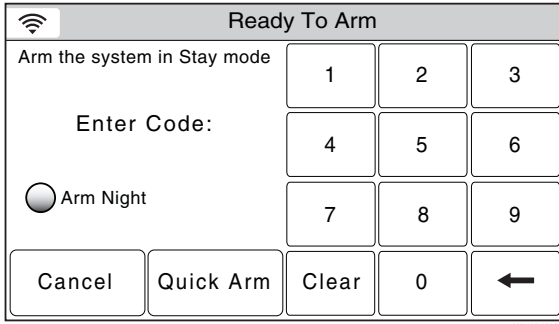 Ready To Arm
Arm the system in Stay mode
Enter Code:
Arm Night
1 2 3
4 5 6
7 8 9
Cancel Quick Arm Clear 0